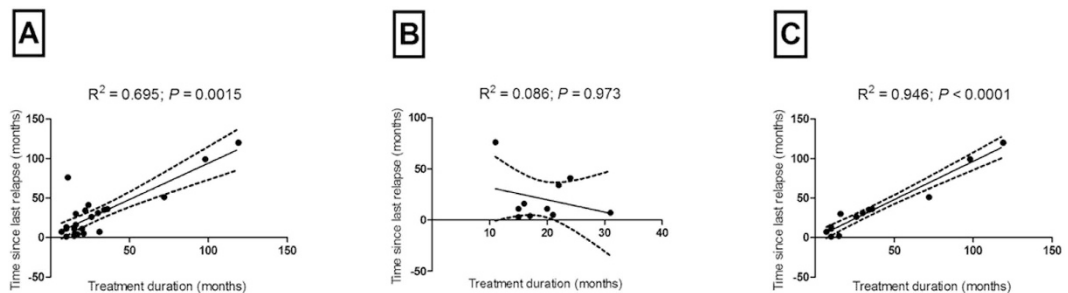 A
R² = 0.695; P = 0.0015
Time since last relapse (months)
150
100
50
0
-50
50
100
150
Treatment duration (months)
B
R² = 0.086; P = 0.973
Time since last relapse (months)
100
50
0
-50
10
20
30
40
Treatment duration (months)
C
R² = 0.946; P < 0.0001
Time since last relapse (months)
150
100
50
0
-50
50
100
150
Treatment duration (months)